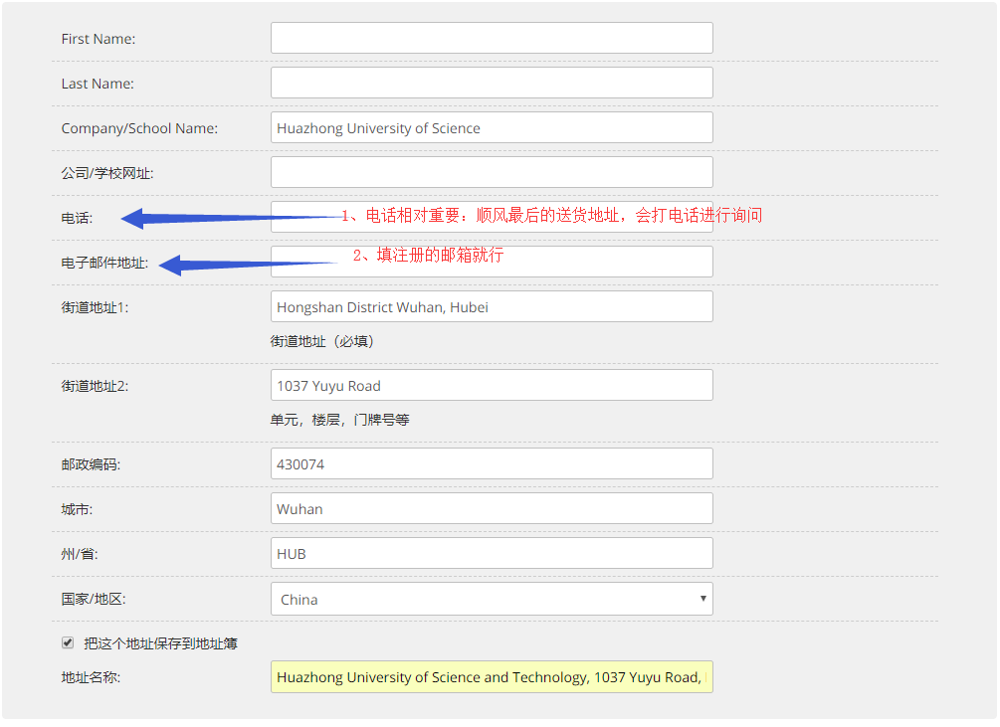 First Name:
Last Name:
Company/School Name: Huazhong University of Science
公司/学校网址:
电话: 1、电话相对重要：顺风最后的送货地址，会打电话进行询问
电子邮件地址: 2、填注册的邮箱就行
街道地址1: Hongshan District Wuhan, Hubei
街道地址（必填）
街道地址2: 1037 Yuyu Road
单元，楼层，门牌号等
邮政编码: 430074
城市: Wuhan
州/省: HUB
国家/地区: China
把这个地址保存到地址簿
地址名称: Huazhong University of Science and Technology, 1037 Yuyu Road,